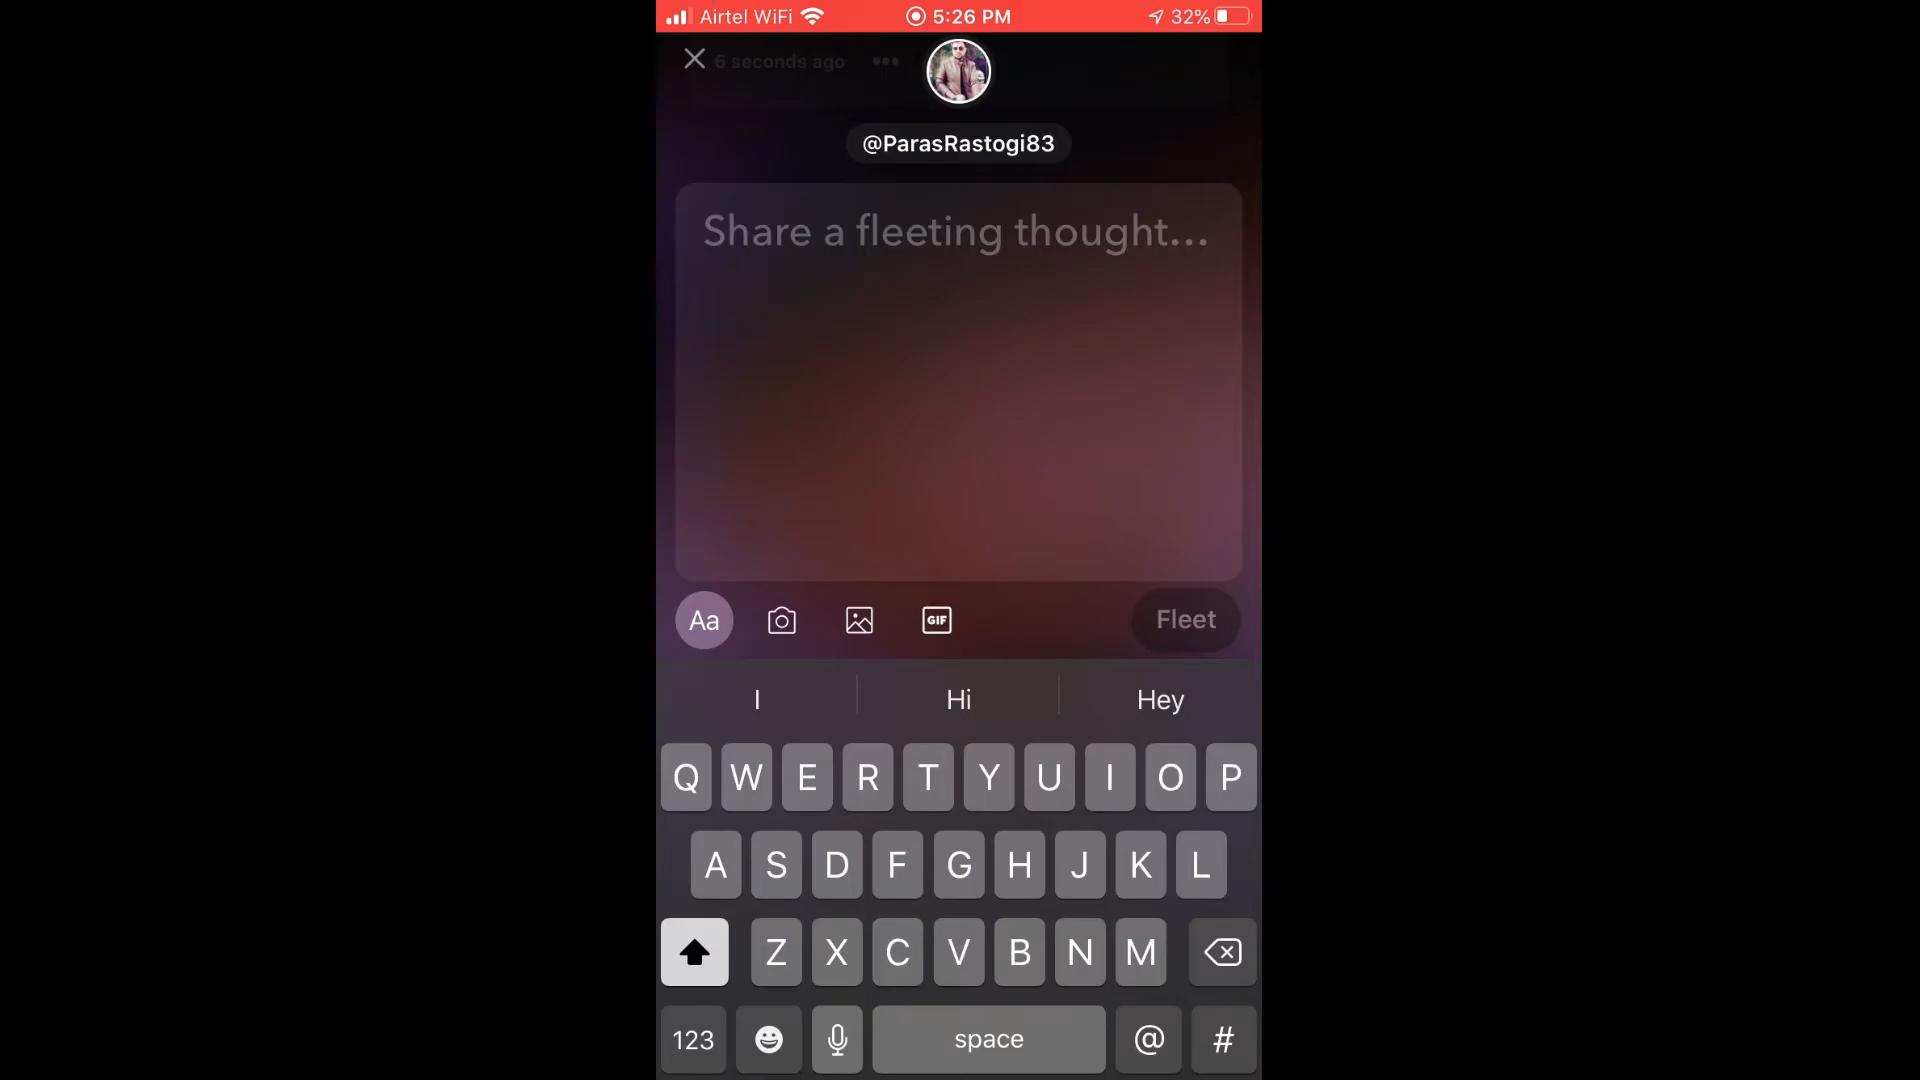 Airtel WiFi 5:26 PM 32%
6 seconds ago
@ParasRastogi83
Share a fleeting thought...
Aa GIF Fleet
I Hi Hey
Q W E R T Y U I O P
A S D F G H J K L
Z X C V B N M
123 space @ #